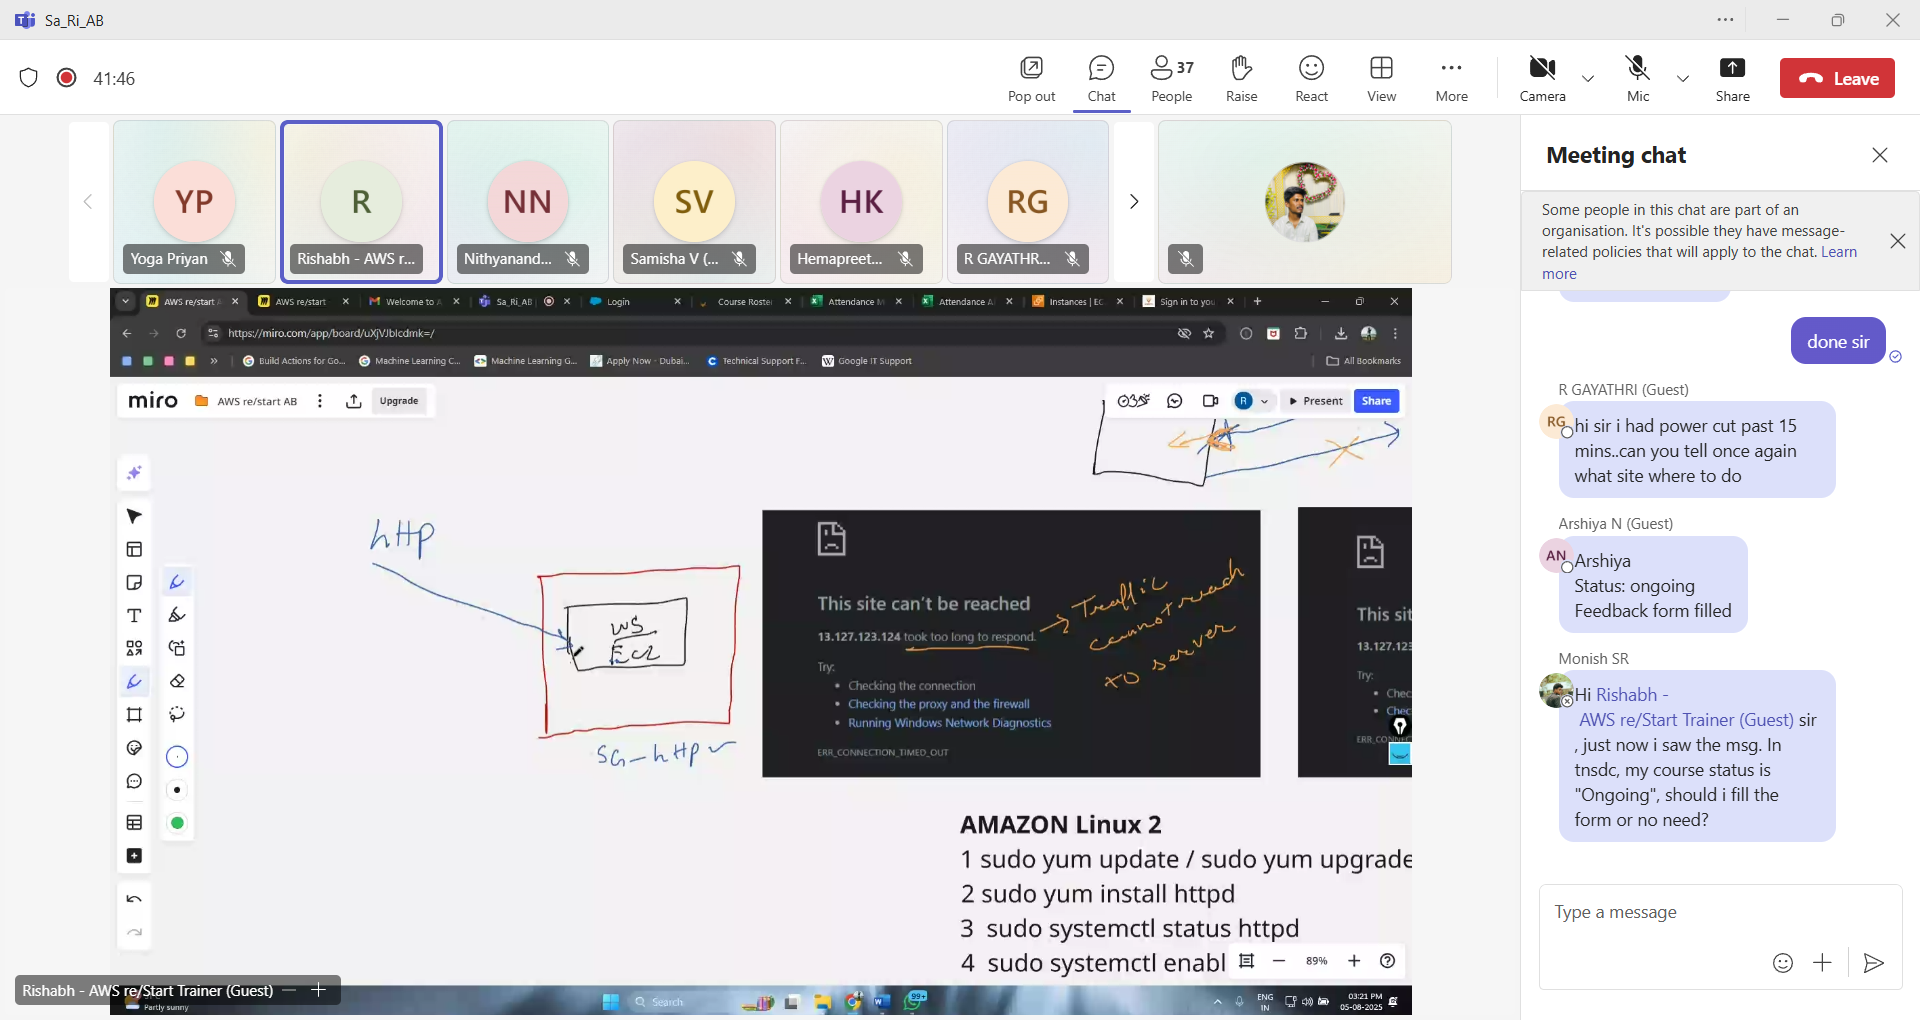 Sa_Ri_AB
41:46
Pop out
Chat
37
People
Raise
React
View
More
Camera
Mic
Share
Leave
YP
Yoga Priyan
R
Rishabh - AWS r...
NN
Nithyanand...
SV
Samisha V (...
HK
Hemapreet...
RG
R GAYATHR...
AWS re/start A
AWS re/start
Welcome to A
Sa_Ri_AB
Login
Course Roster
Attendance M
Attendance A
Instances | EC
Sign in to you
https://miro.com/app/board/uXjVJblcdmk=/
Build Actions for Go...
Machine Learning C...
Machine Learning G...
Apply Now - Dubai...
Technical Support F...
Google IT Support
All Bookmarks
miro
AWS re/start AB
Upgrade
R
Present
Share
http
WS
EC2
SG - http
This site can't be reached
13.127.123.124 took too long to respond.
Try:
Checking the connection
Checking the proxy and the firewall
Running Windows Network Diagnostics
ERR_CONNECTION_TIMED_OUT
Traffic
cannot reach
to server
This sit
13.127.123
Try:
Chec
Chec
ERR_CONNEC
AMAZON Linux 2
1 sudo yum update / sudo yum upgrade
2 sudo yum install httpd
3 sudo systemctl status httpd
4 sudo systemctl enabl
89%
Rishabh - AWS re/Start Trainer (Guest)
Partly sunny
Search
99+
ENG
IN
03:21 PM
05-08-2025
Meeting chat
Some people in this chat are part of an
organisation. It's possible they have message-
related policies that will apply to the chat. Learn
more
done sir
R GAYATHRI (Guest)
RG
hi sir i had power cut past 15
mins..can you tell once again
what site where to do
Arshiya N (Guest)
AN
Arshiya
Status: ongoing
Feedback form filled
Monish SR
Hi Rishabh -
AWS re/Start Trainer (Guest) sir
, just now i saw the msg. In
tnsdc, my course status is
"Ongoing", should i fill the
form or no need?
Type a message